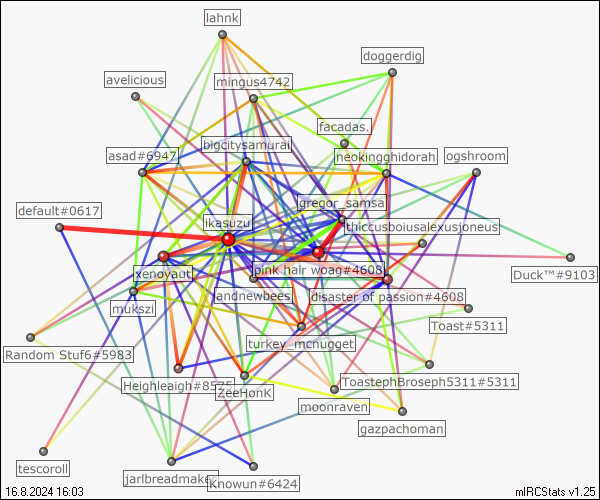 lahnk
doggerdig
avelicious
mingus4742
facadas.
bigcitysamurai
asad#6947
neokingghidorah
ogshroom
gregor_samsa
default#0617
ikasuzu
thiccusboiusalexusjoneus
xenoyaut
pink hair woag#4608
Duck™#9103
landnewbees
disaster of passion#4608
mukszi
Toast#5311
turkey_mcnugget
Random Stuf6#5983
Heighleaigh#8525
ToastephBroseph5311#5311
ZeeHonK
moonraven
gazpachoman
tescoroll
jarlbreadmaker
Knowun#6424
16.8.2024 16:03
mIRCStats v1.25